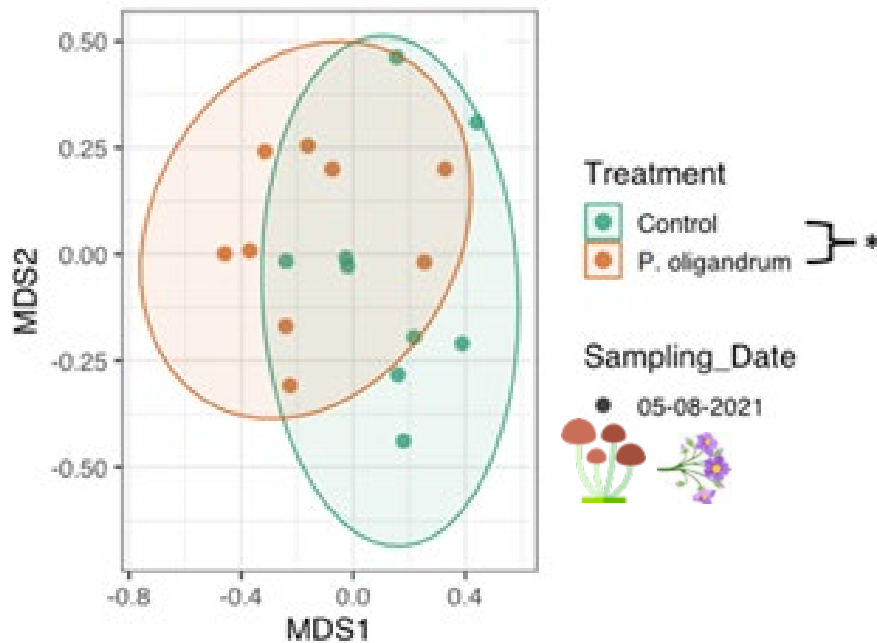 0.50
0.25
0.00
-0.25
-0.50
MDS2
-0.8
-0.4
0.0
0.4
MDS1
Treatment
Control
P. oligandrum
*
Sampling_Date
05-08-2021